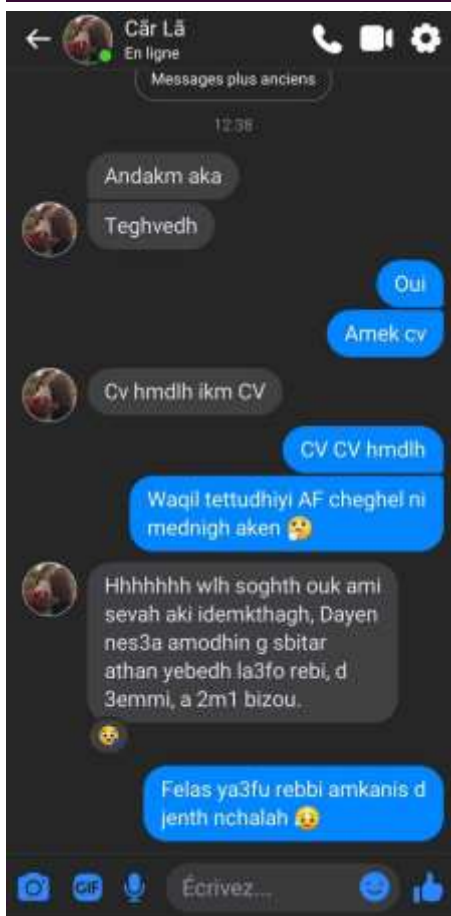 Căr Lă
En ligne
Messages plus anciens
12:38
Andakm aka
Teghvedh
Oui
Amek cv
Cv hmdlh ikm CV
CV CV hmdlh
Waqil tettudhiyi AF cheghel ni
mednigh aken 🤔
Hhhhhhh wlh soghth ouk ami
sevah aki idemkthagh, Dayen
nes3a amodhin g sbitar
athan yebedh la3fo rebi, d
3emmi, a 2m1 bizou.
😢
Felas ya3fu rebbi amkanis d
jenth nchalah 🥺
GIF
Écrivez...